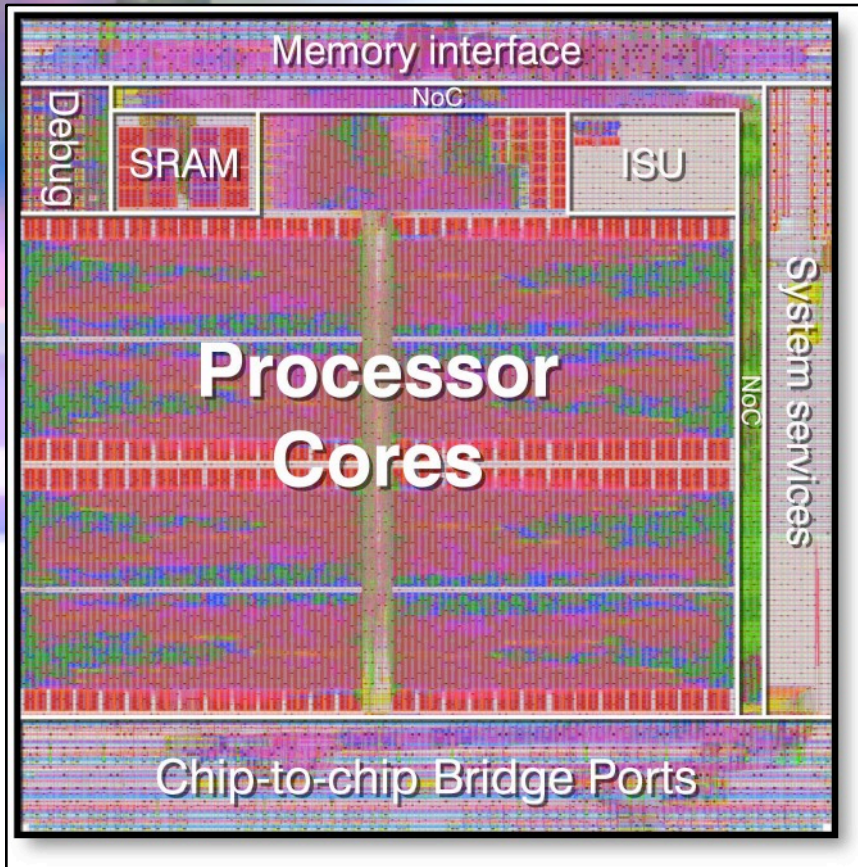 Memory interface
NoC
Debug
SRAM
ISU
Processor
Cores
NoC
System services
Chip-to-chip Bridge Ports